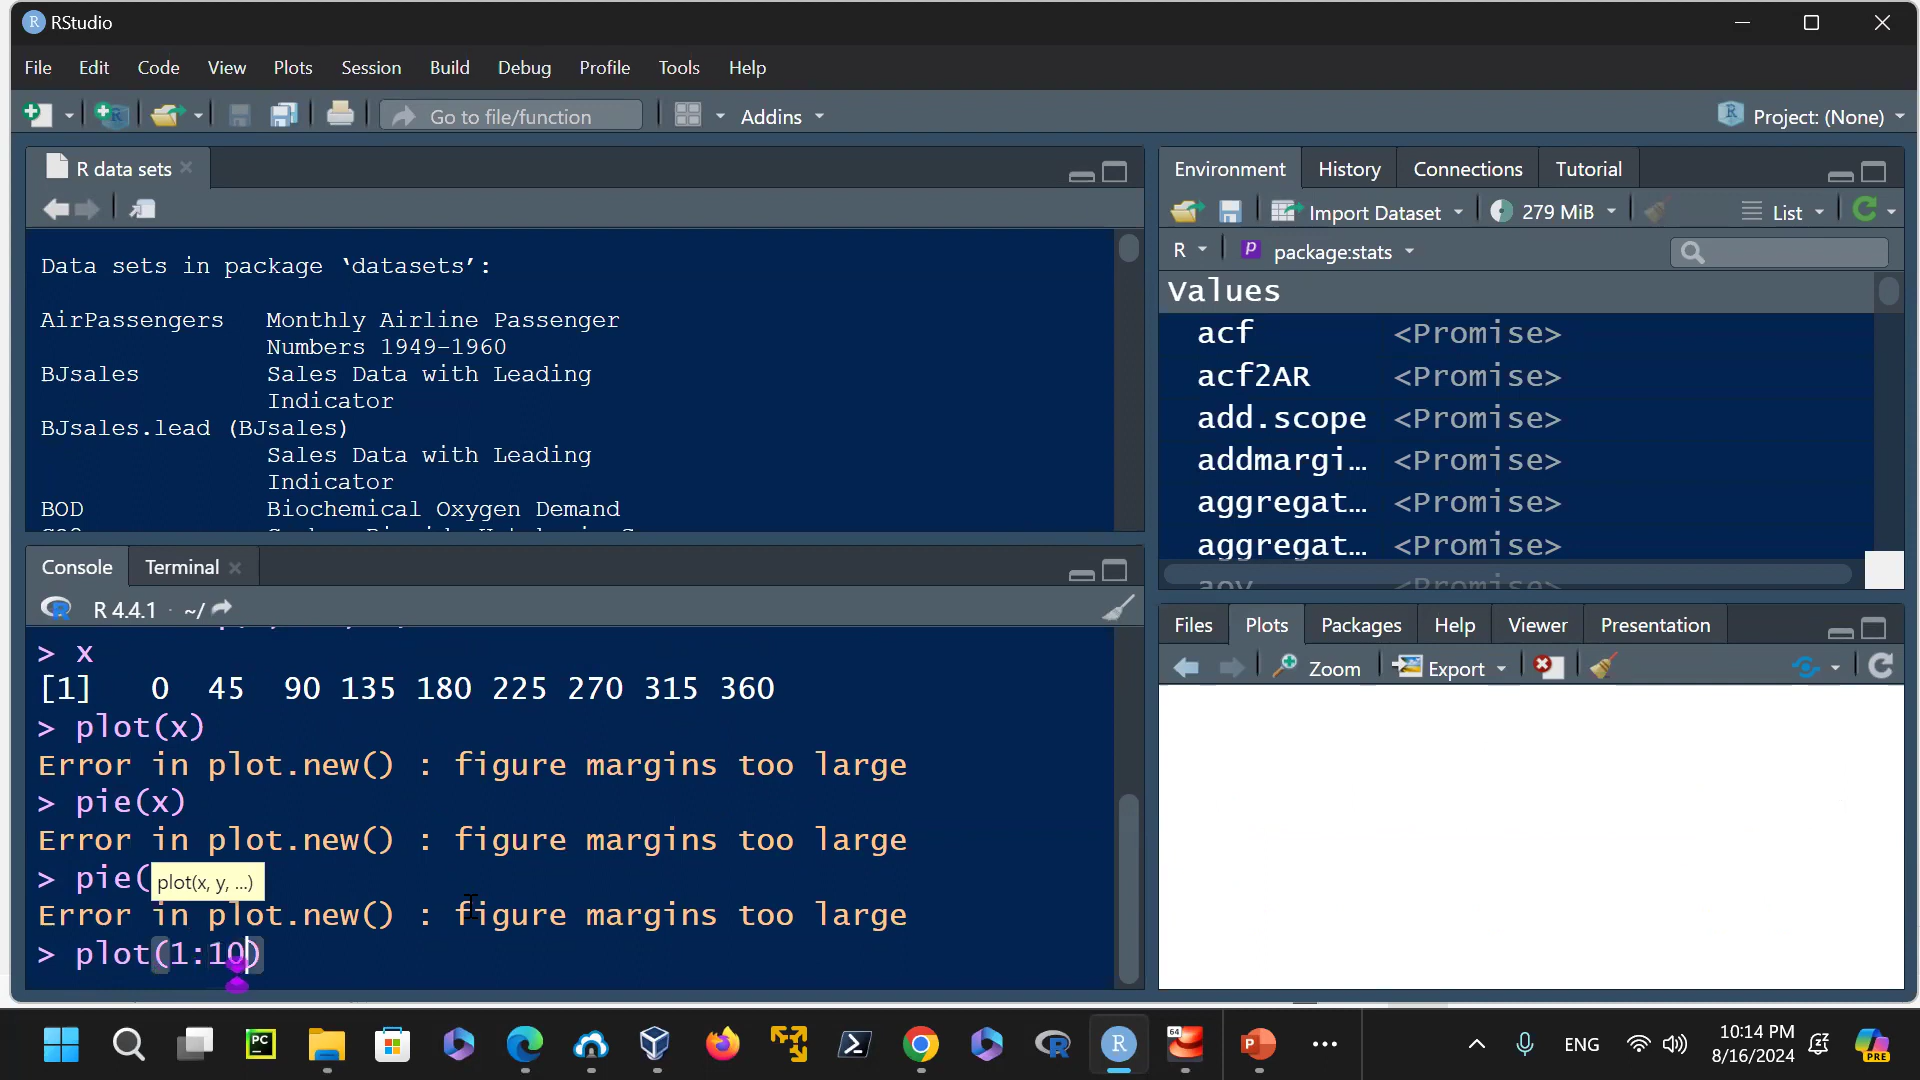 RStudio
File Edit Code View Plots Session Build Debug Profile Tools Help
Go to file/function Addins Project: (None)
R data sets
Data sets in package ‘datasets’:
AirPassengers Monthly Airline Passenger
Numbers 1949-1960
BJsales Sales Data with Leading
Indicator
BJsales.lead (BJsales)
Sales Data with Leading
Indicator
BOD Biochemical Oxygen Demand
Environment History Connections Tutorial
Import Dataset 279 MiB List
R package:stats
Values
acf <Promise>
acf2AR <Promise>
add.scope <Promise>
addmargi… <Promise>
aggregat… <Promise>
aggregat… <Promise>
aov <Promise>
Console Terminal
R 4.4.1 · ~/
> x
[1] 0 45 90 135 180 225 270 315 360
> plot(x)
Error in plot.new() : figure margins too large
> pie(x)
Error in plot.new() : figure margins too large
> pie(
plot(x, y, ...)
Error in plot.new() : figure margins too large
> plot(1:10)
Files Plots Packages Help Viewer Presentation
Zoom Export
PC
64
ENG
10:14 PM
8/16/2024
PRE